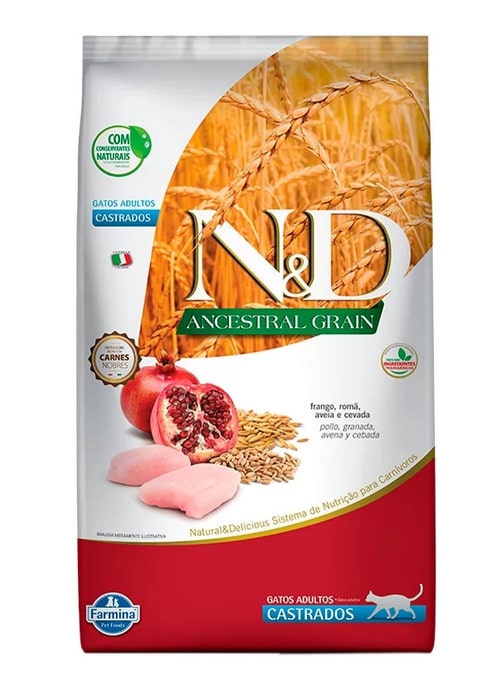 COM
CONSERVANTES
NATURAIS
GATOS ADULTOS
CASTRADOS
N&D
ANCESTRAL GRAIN
CARNES
NOBRES
INGREDIENTES
TRANSGÊNICOS
frango, romã,
aveia e cevada
pollo, granada,
avena y cebada
Natural&Delicious Sistema de Nutrição para Carnívoros
IMAGEM MERAMENTE ILUSTRATIVA
GATOS ADULTOS
CASTRADOS
Farmina
Pet Foods